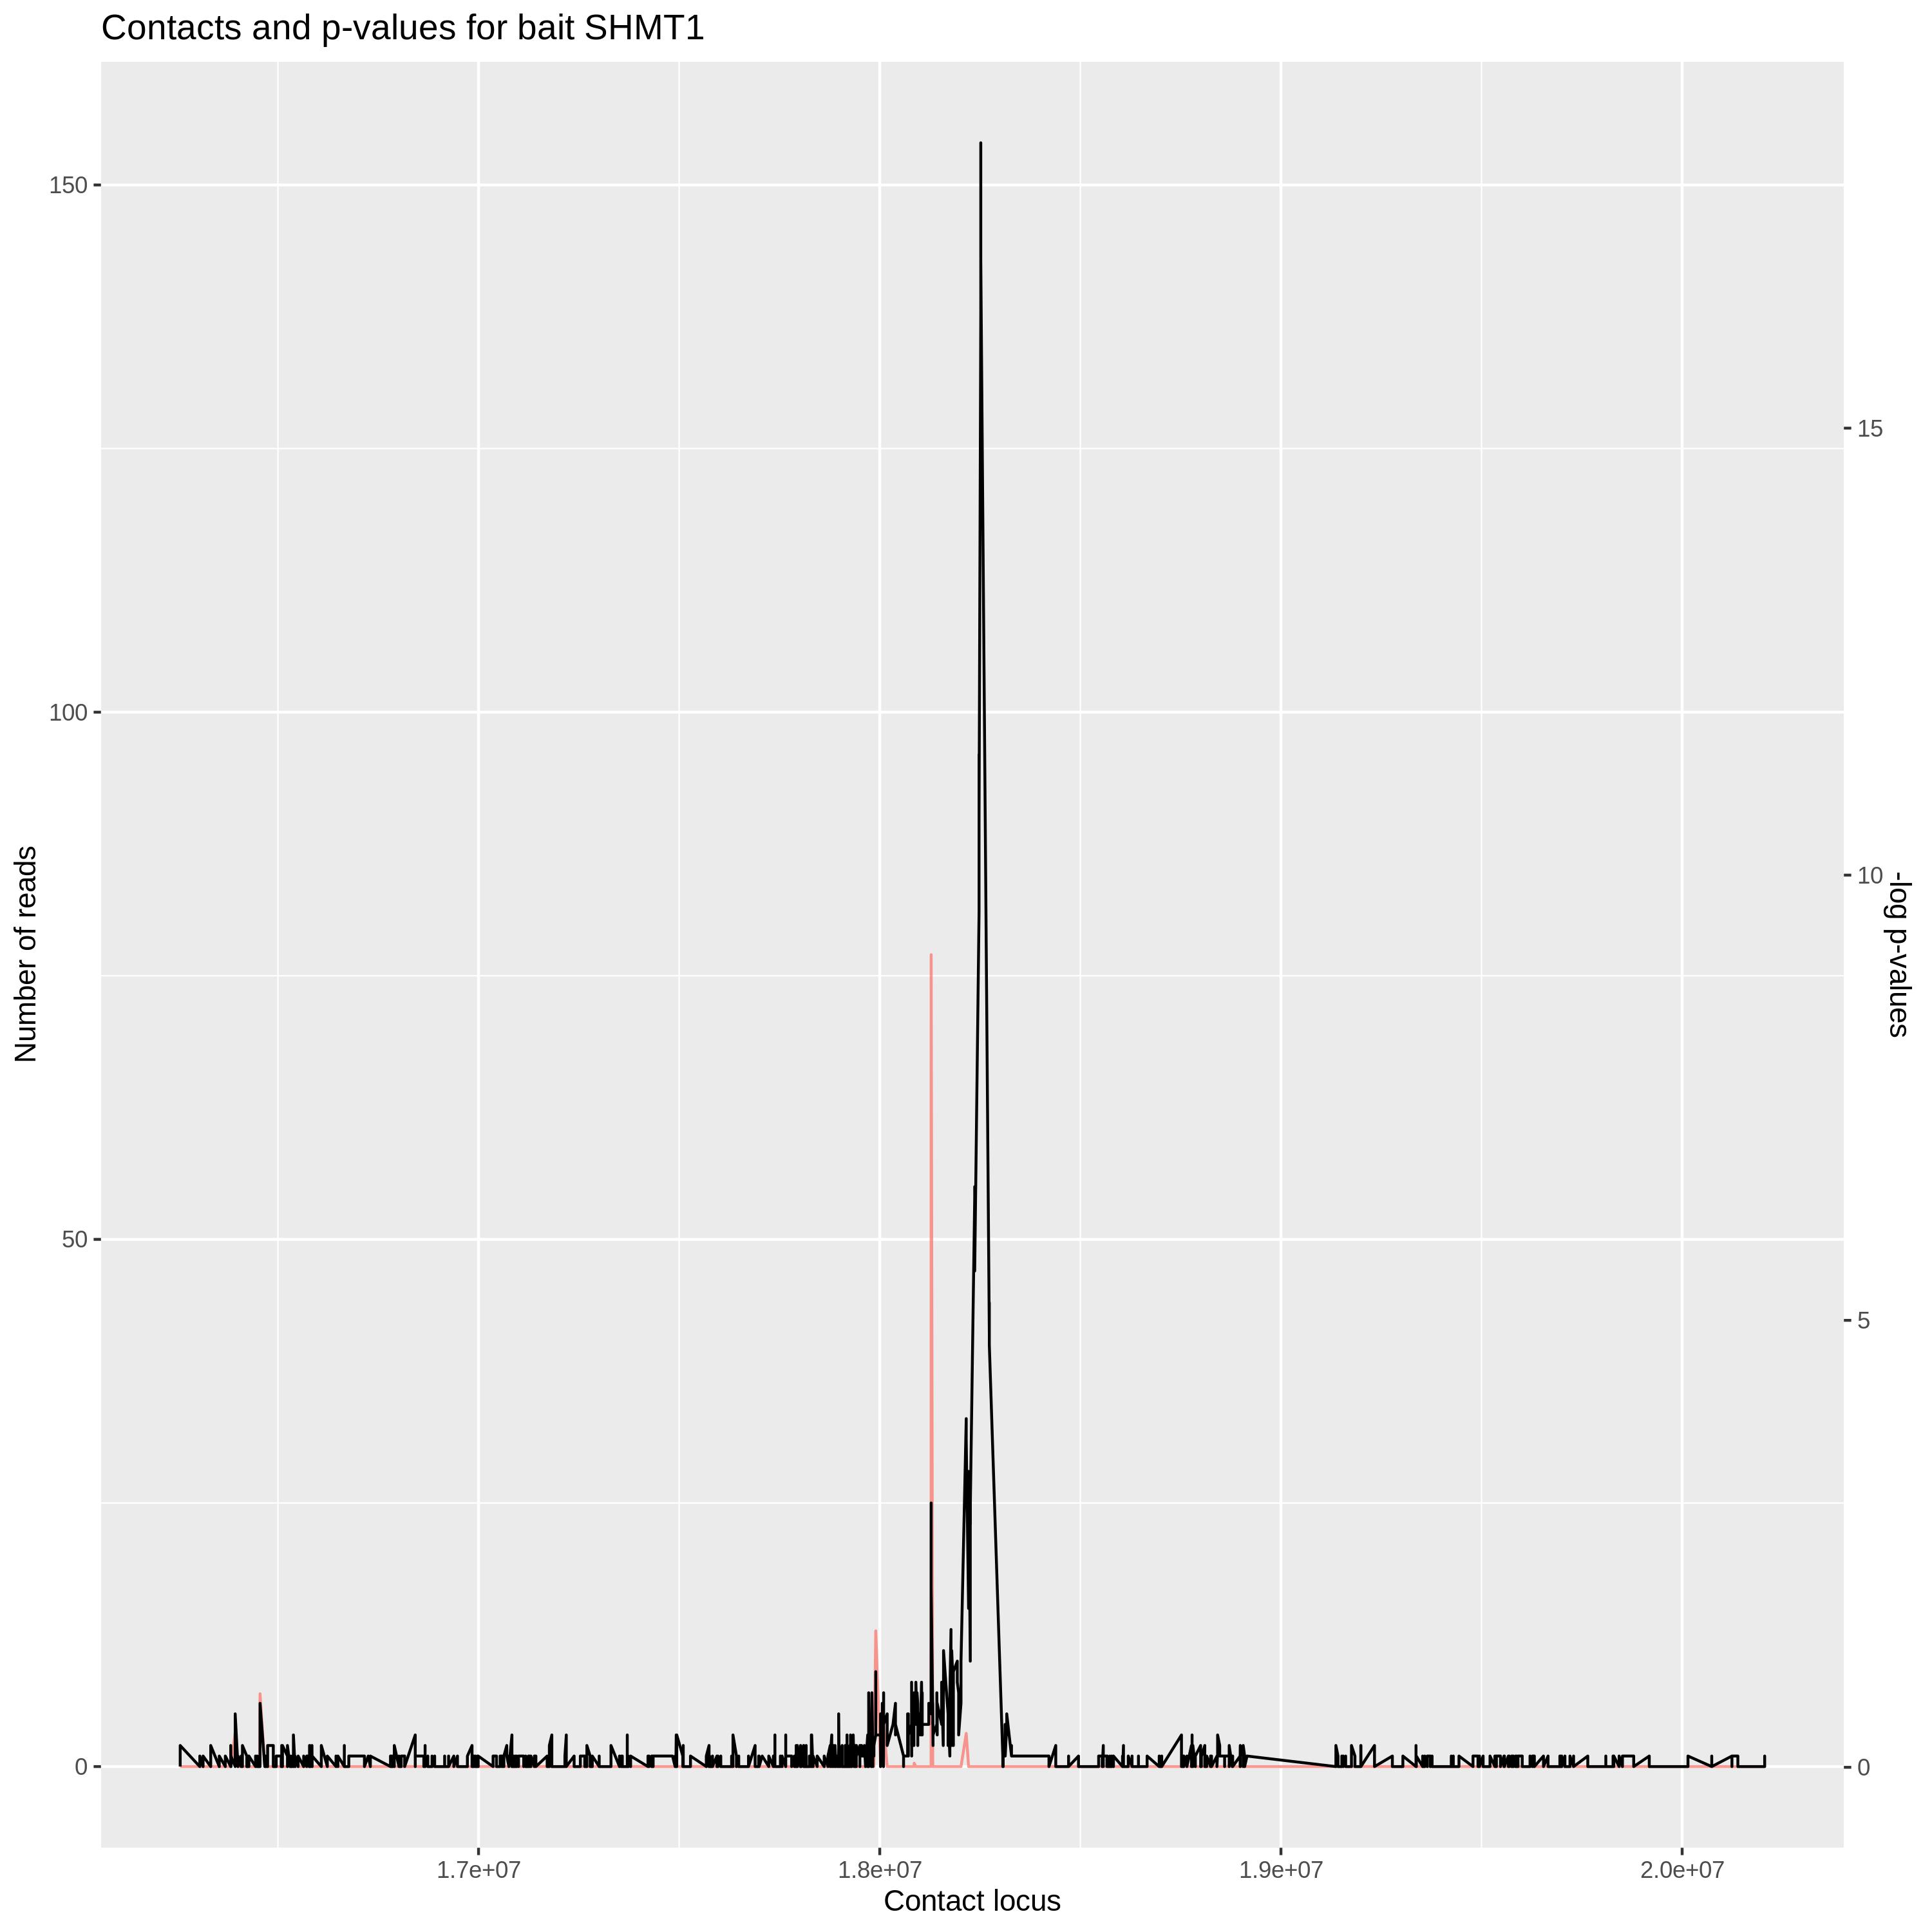 Contacts and p-values for bait SHMT1
150
100
50
0
Number of reads
15
10
5
0
-log p-values
1.7e+07
1.8e+07
1.9e+07
2.0e+07
Contact locus